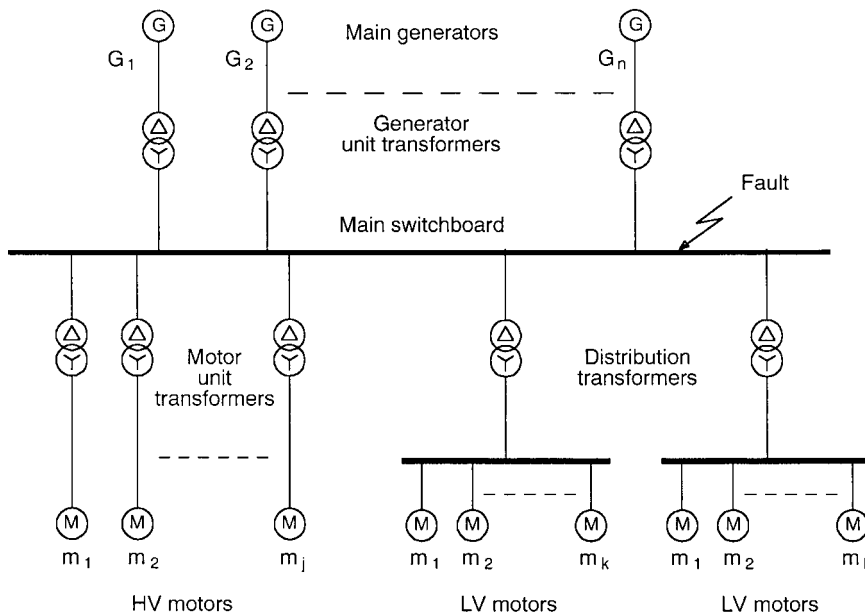 G G G
Main generators
G1 G2 Gn
Generator
unit transformers
Fault
Main switchboard
Motor
unit
transformers
Distribution
transformers
M M M M M M M M M
m1 m2 mj m1 m2 mk m1 m2
HV motors LV motors LV motors